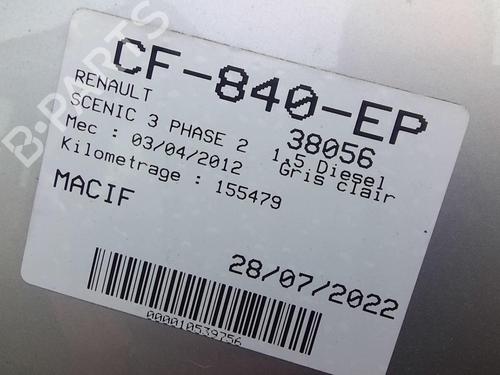 CF-840-EP
RENAULT
SCENIC 3 PHASE 2 38056
Mec : 03/04/2012 1.5 Diesel
Kilometrage : 155479 Gris clair
MACIF
28/07/2022
000010539756
B-PARTS